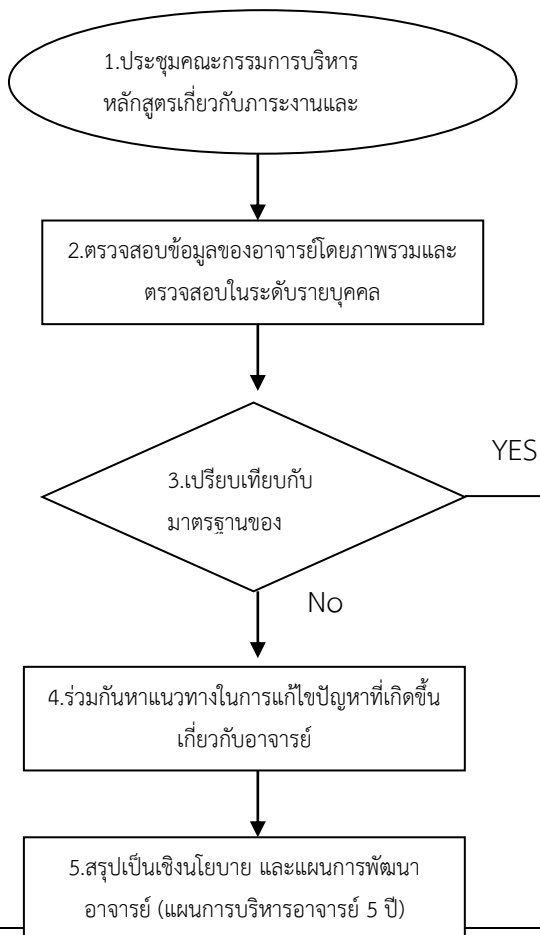 1.ประชุมคณะกรรมการบริหาร
หลักสูตรเกี่ยวกับภาระงานและ
2.ตรวจสอบข้อมูลของอาจารย์โดยภาพรวมและ
ตรวจสอบในระดับรายบุคคล
3.เปรียบเทียบกับ
มาตรฐานของ
YES
No
4.ร่วมกันหาแนวทางในการแก้ไขปัญหาที่เกิดขึ้น
เกี่ยวกับอาจารย์
5.สรุปเป็นเชิงนโยบาย และแผนการพัฒนา
อาจารย์ (แผนการบริหารอาจารย์ 5 ปี)